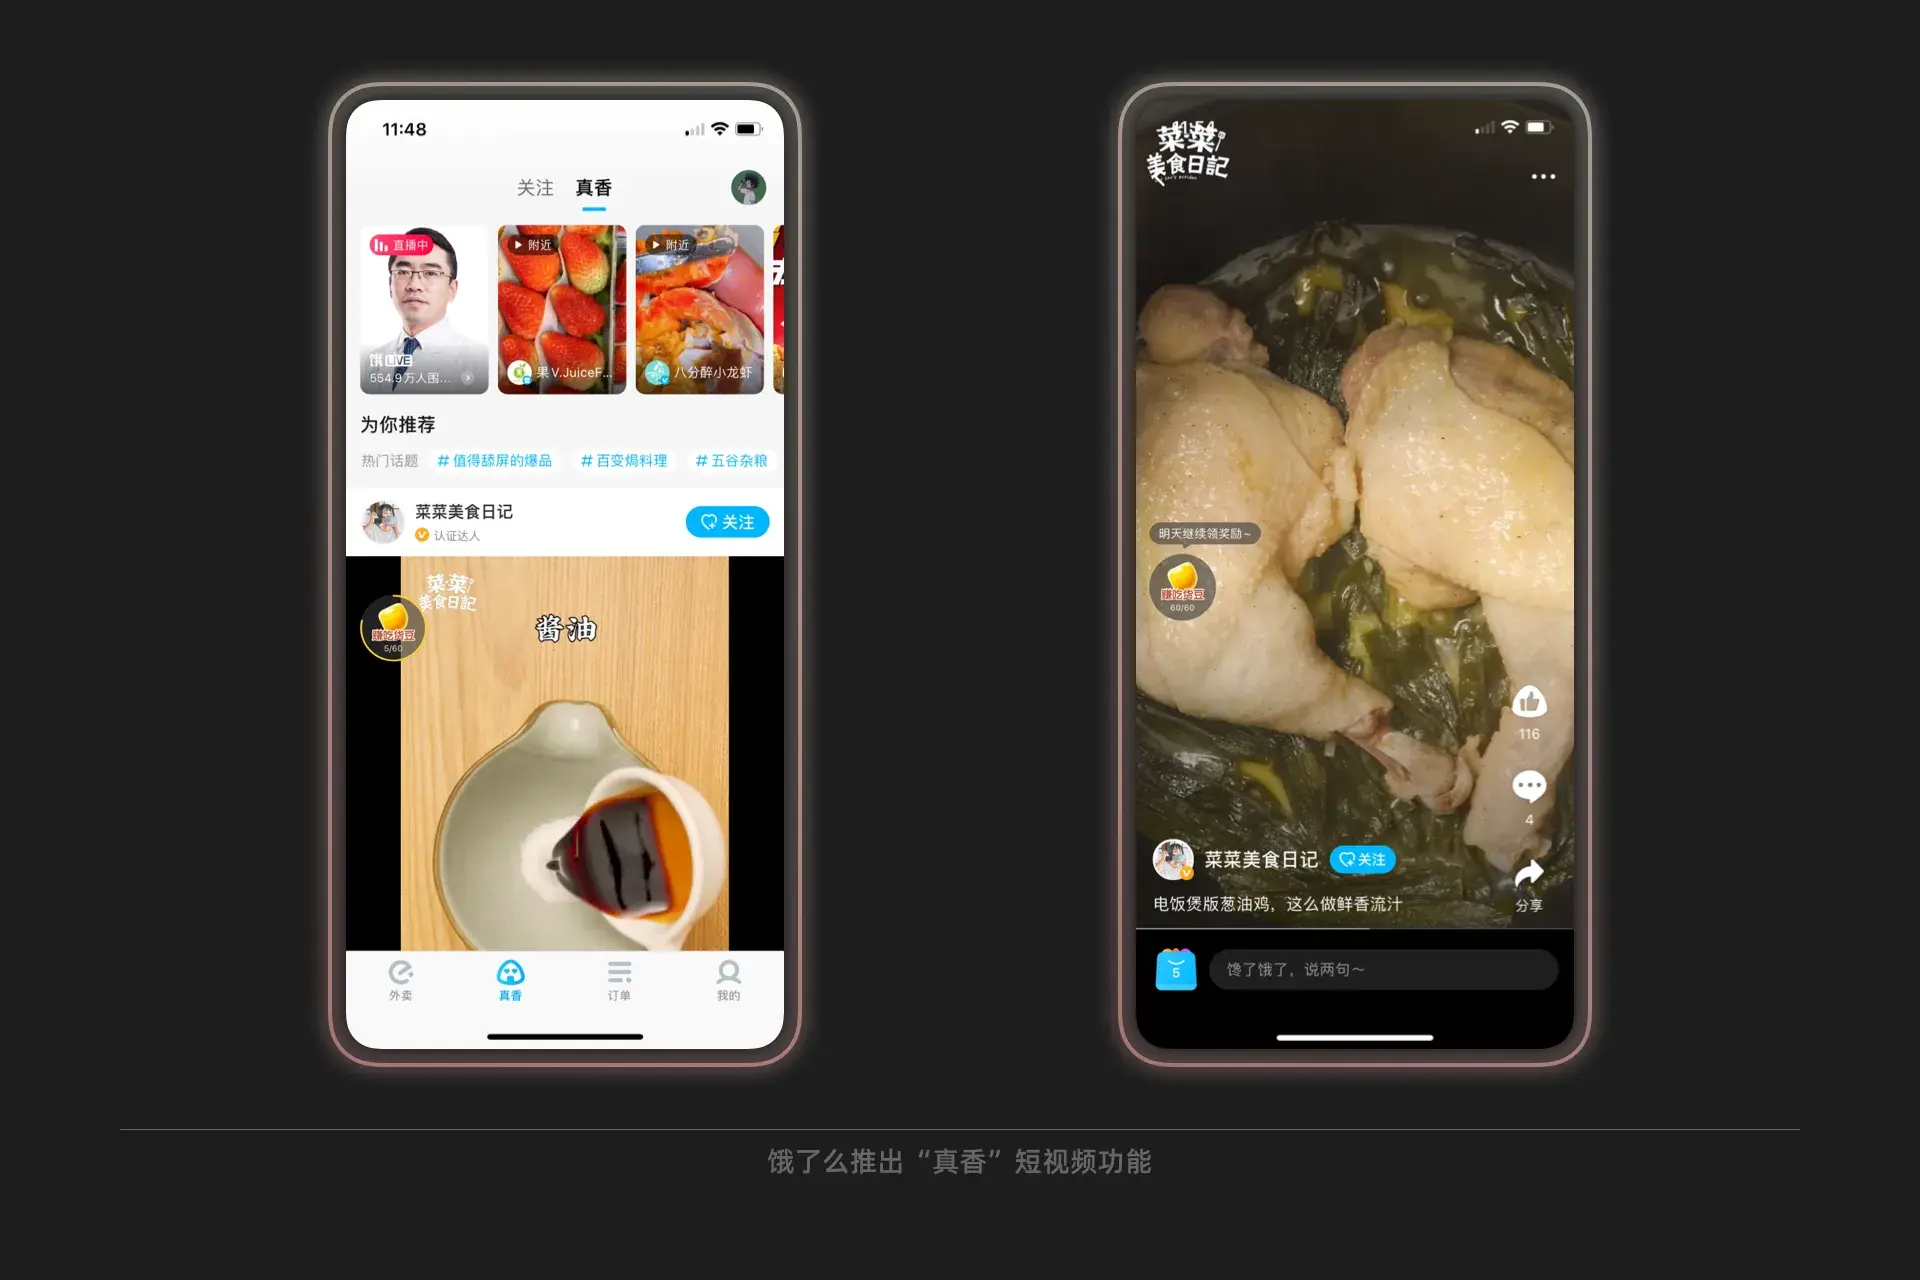 11:48
关注 真香
直播中
饿LIVE
554.9万人围...
附近
果V.JuiceF...
附近
八分醉小龙虾
为你推荐
热门话题 #值得舔屏的爆品 #百变焗料理 #五谷杂粮
菜菜美食日记
认证达人
关注
菜菜
美食日記
赚吃货豆
5/60
酱油
外卖 真香 订单 我的
11:54
菜菜
美食日記
明天继续领奖励~
赚吃货豆
60/60
116
4
菜菜美食日记 关注
电饭煲版葱油鸡，这么做鲜香流汁
分享
5
馋了饿了，说两句~
饿了么推出“真香”短视频功能